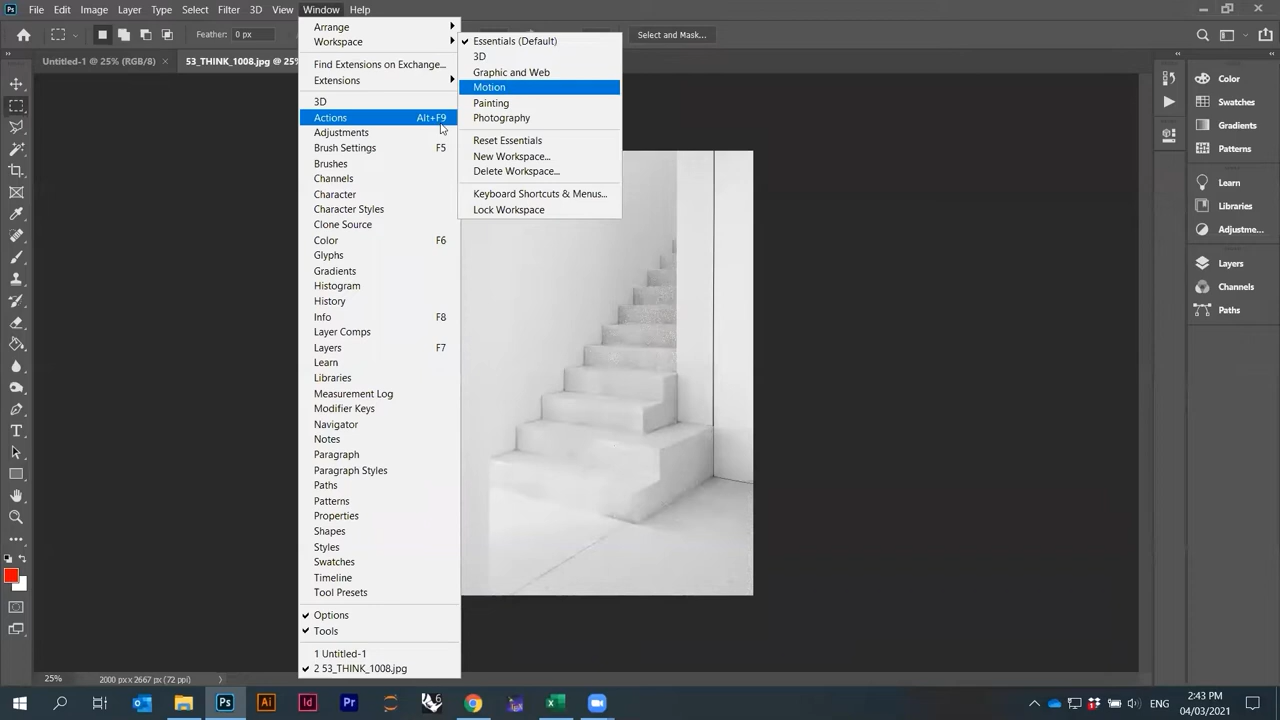 Ps File Edit Image Layer Type Select Filter 3D View Window Help
Feather: 0 px
Select and Mask...
Untitled-1 @ 25% (RGB/8) ×
53_THINK_1008.jpg @ 25%
Arrange
Workspace
Find Extensions on Exchange...
Extensions
3D
Actions Alt+F9
Adjustments
Brush Settings F5
Brushes
Channels
Character
Character Styles
Clone Source
Color F6
Glyphs
Gradients
Histogram
History
Info F8
Layer Comps
Layers F7
Learn
Libraries
Measurement Log
Modifier Keys
Navigator
Notes
Paragraph
Paragraph Styles
Paths
Patterns
Properties
Shapes
Styles
Swatches
Timeline
Tool Presets
Options
Tools
1 Untitled-1
2 53_THINK_1008.jpg
Essentials (Default)
3D
Graphic and Web
Motion
Painting
Photography
Reset Essentials
New Workspace...
Delete Workspace...
Keyboard Shortcuts & Menus...
Lock Workspace
Color
Swatches
Gradients
Patterns
Learn
Libraries
Adjustme...
Layers
Channels
Paths
25% 2000 px x 2667 px (72 ppi)
Ps Ai Id Pr
2:43 PM
04/03/2021